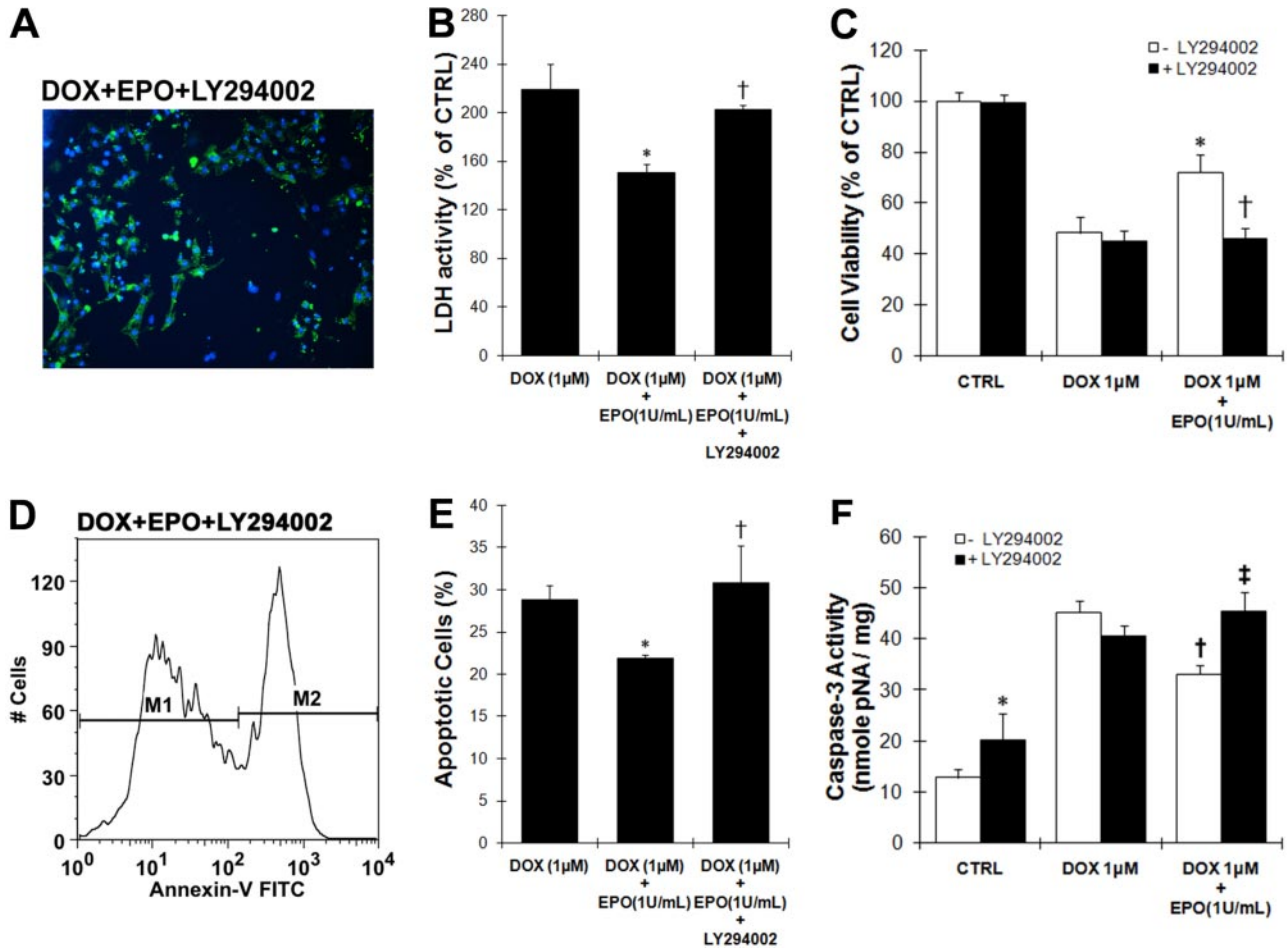 A
DOX+EPO+LY294002
B
LDH activity (% of CTRL)
280
240
200
160
120
80
40
0
*
†
DOX (1µM)
DOX (1µM)
+
EPO(1U/mL)
DOX (1µM)
+
EPO(1U/mL)
+
LY294002
C
Cell Viability (% of CTRL)
120
100
80
60
40
20
0
- LY294002
+ LY294002
*
†
CTRL
DOX 1µM
DOX 1µM
+
EPO(1U/mL)
D
DOX+EPO+LY294002
# Cells
120
90
60
30
0
M1
M2
10⁰
10¹
10²
10³
10⁴
Annexin-V FITC
E
Apoptotic Cells (%)
40
35
30
25
20
15
10
5
0
*
†
DOX (1µM)
DOX (1µM)
+
EPO(1U/mL)
DOX (1µM)
+
EPO(1U/mL)
+
LY294002
F
Caspase-3 Activity
(nmole pNA / mg)
60
50
40
30
20
10
0
- LY294002
+ LY294002
*
†
‡
CTRL
DOX 1µM
DOX 1µM
+
EPO(1U/mL)